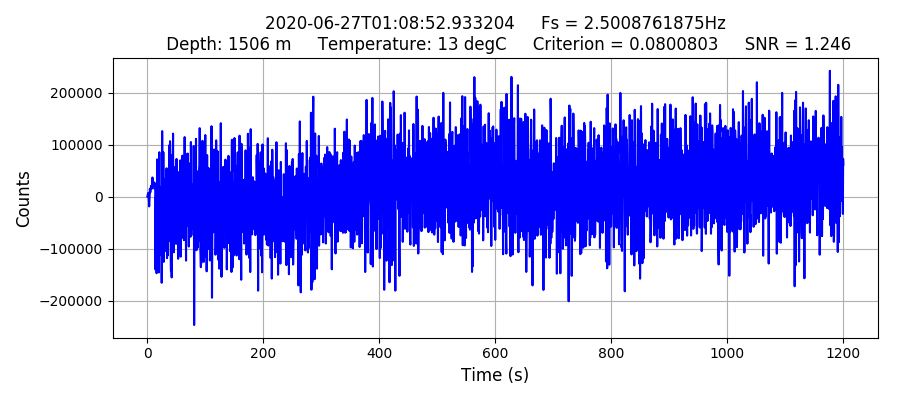 2020-06-27T01:08:52.933204 Fs = 2.5008761875Hz
Depth: 1506 m Temperature: 13 degC Criterion = 0.0800803 SNR = 1.246
200000
100000
0
−100000
−200000
Counts
0 200 400 600 800 1000 1200
Time (s)